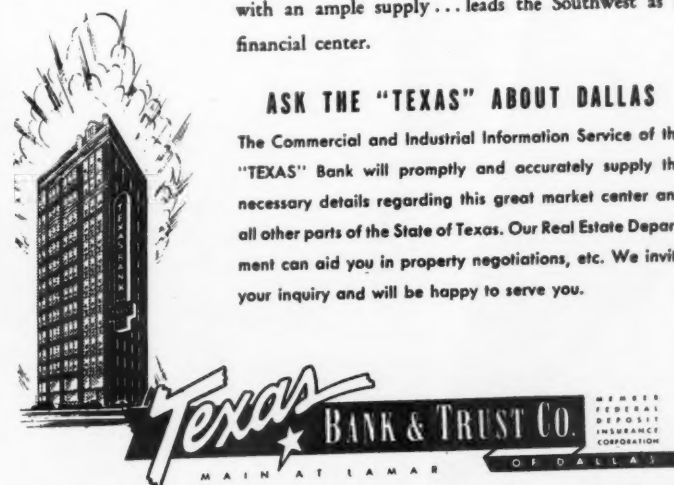 with an ample supply ... leads the Southwest as
financial center.
ASK THE "TEXAS" ABOUT DALLAS
The Commercial and Industrial Information Service of th
"TEXAS" Bank will promptly and accurately supply th
necessary details regarding this great market center an
all other parts of the State of Texas. Our Real Estate Depar
ment can aid you in property negotiations, etc. We invit
your inquiry and will be happy to serve you.
TEXAS BANK
Texas BANK & TRUST CO.
MEMBER
FEDERAL
DEPOSIT
INSURANCE
CORPORATION
OF DALLAS
MAIN AT LAMAR